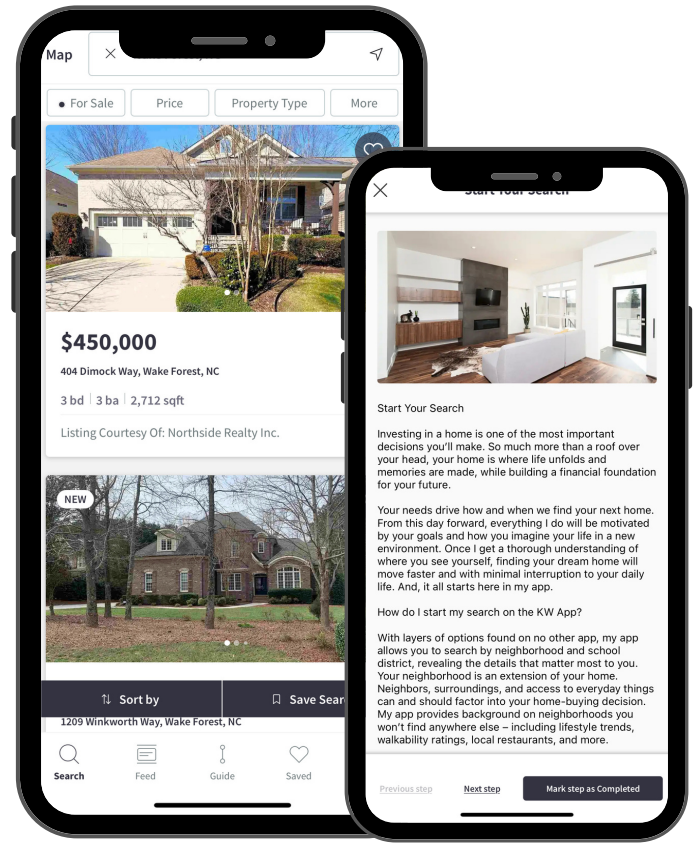 Map
For Sale
Price
Property Type
More
$450,000
404 Dimock Way, Wake Forest, NC
3 bd | 3 ba | 2,712 sqft
Listing Courtesy Of: Northside Realty Inc.
NEW
Sort by
Save Sear
1209 Winkworth Way, Wake Forest, NC
Search
Feed
Guide
Saved
Start Your Search
Start Your Search
Investing in a home is one of the most important
decisions you’ll make. So much more than a roof over
your head, your home is where life unfolds and
memories are made, while building a financial foundation
for your future.
Your needs drive how and when we find your next home.
From this day forward, everything I do will be motivated
by your goals and how you imagine your life in a new
environment. Once I get a thorough understanding of
where you see yourself, finding your dream home will
move faster and with minimal interruption to your daily
life. And, it all starts here in my app.
How do I start my search on the KW App?
With layers of options found on no other app, my app
allows you to search by neighborhood and school
district, revealing the details that matter most to you.
Your neighborhood is an extension of your home.
Neighbors, surroundings, and access to everyday things
can and should factor into your home-buying decision.
My app provides background on neighborhoods you
won’t find anywhere else – including lifestyle trends,
walkability ratings, local restaurants, and more.
Previous step
Next step
Mark step as Completed